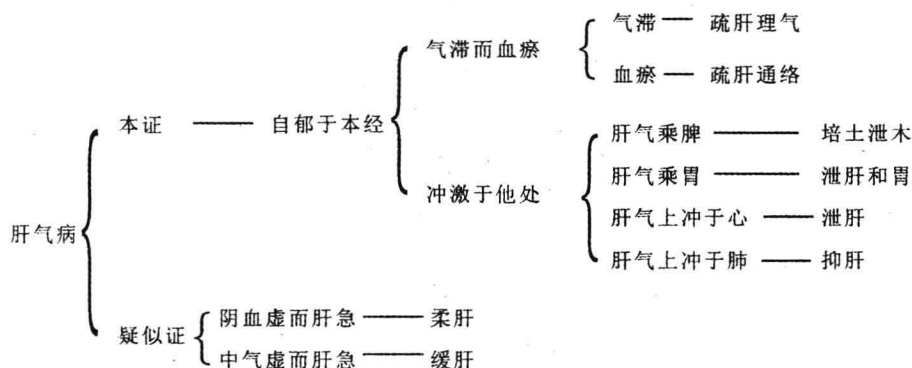 气滞 疏肝理气
气滞而血瘀
血瘀 疏肝通络
本证 自郁于本经
肝气乘脾 培土泄木
肝气乘胃 泄肝和胃
冲激于他处
肝气上冲于心 泄肝
肝气病
肝气上冲于肺 抑肝
阴血虚而肝急 柔肝
疑似证
中气虚而肝急 缓肝